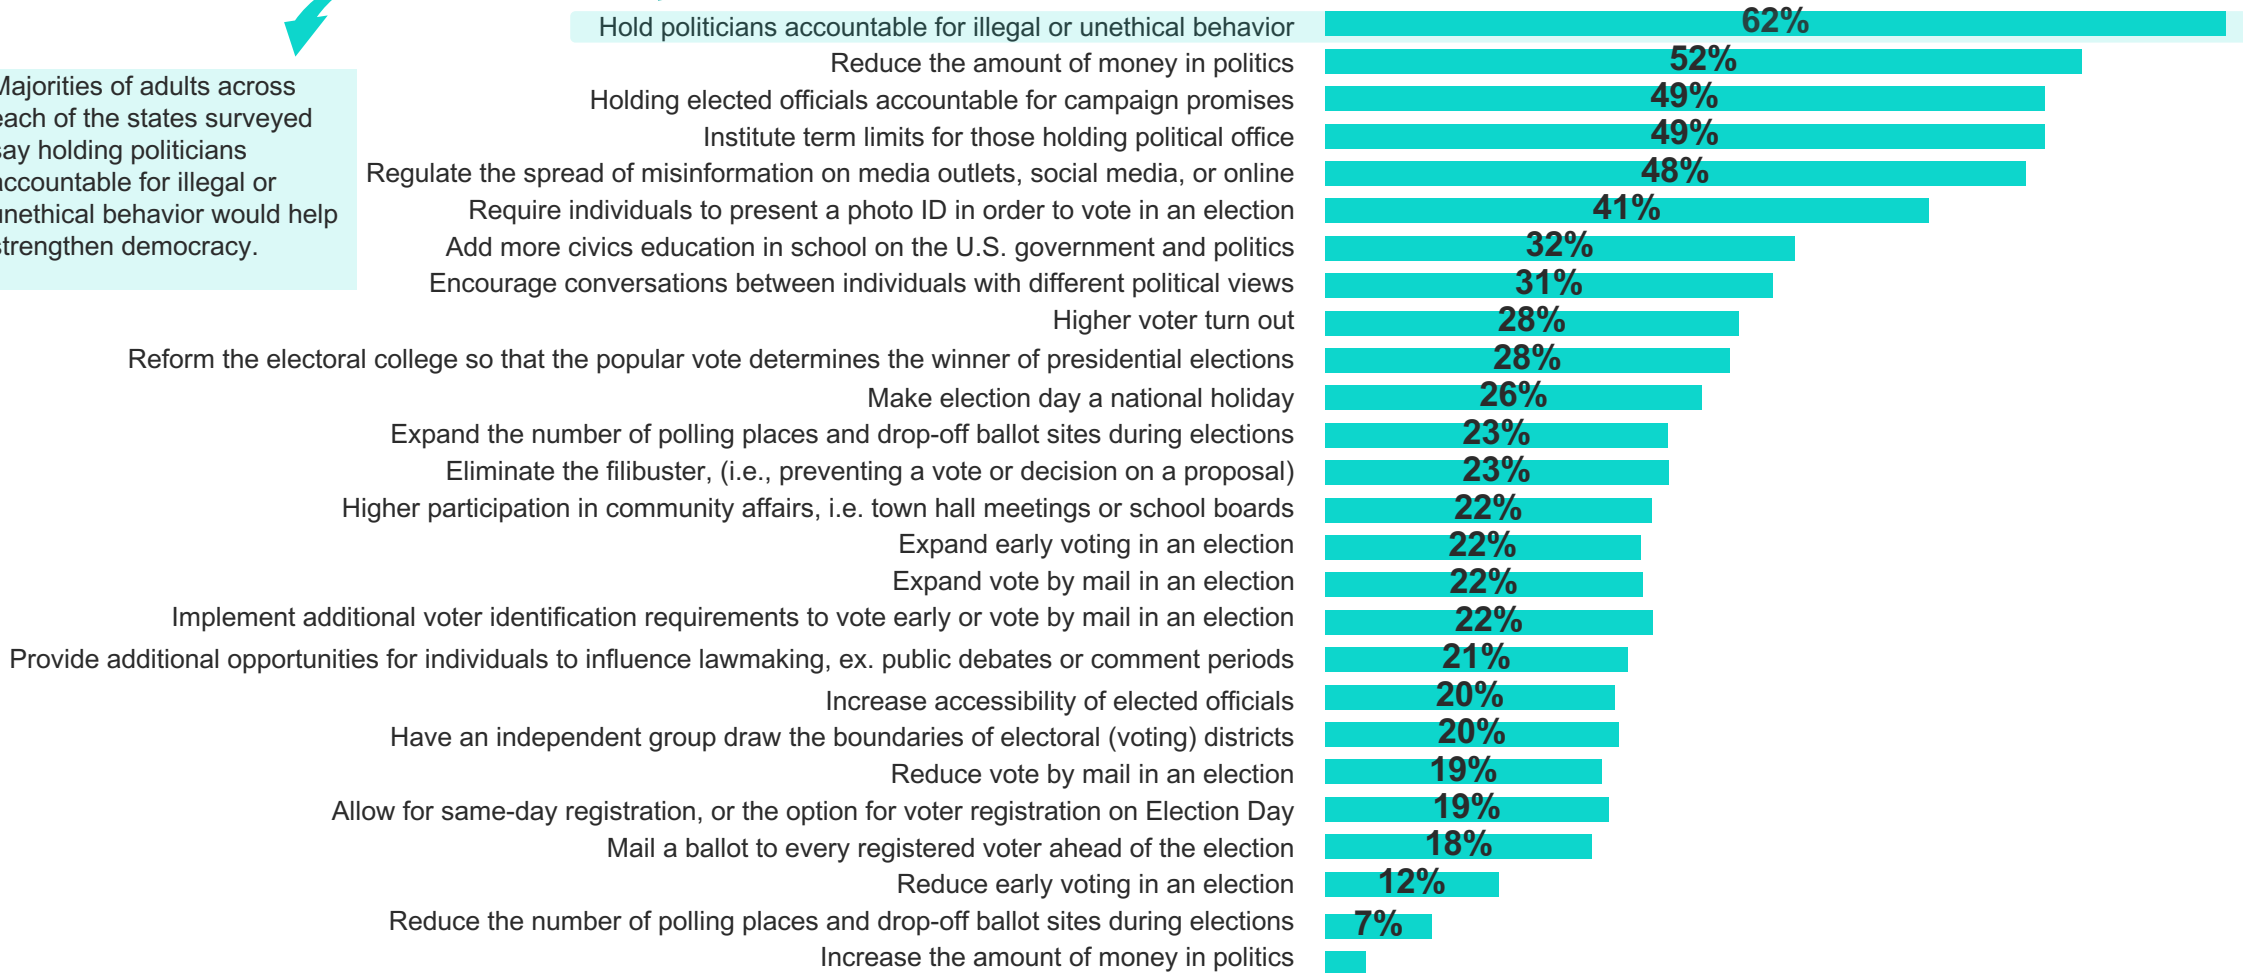 Hold politicians accountable for illegal or unethical behavior 62%
Reduce the amount of money in politics 52%
Holding elected officials accountable for campaign promises 49%
Institute term limits for those holding political office 49%
Regulate the spread of misinformation on media outlets, social media, or online 48%
Require individuals to present a photo ID in order to vote in an election 41%
Add more civics education in school on the U.S. government and politics 32%
Encourage conversations between individuals with different political views 31%
Higher voter turn out 28%
Reform the electoral college so that the popular vote determines the winner of presidential elections 28%
Make election day a national holiday 26%
Expand the number of polling places and drop-off ballot sites during elections 23%
Eliminate the filibuster, (i.e., preventing a vote or decision on a proposal) 23%
Higher participation in community affairs, i.e. town hall meetings or school boards 22%
Expand early voting in an election 22%
Expand vote by mail in an election 22%
Implement additional voter identification requirements to vote early or vote by mail in an election 22%
Provide additional opportunities for individuals to influence lawmaking, ex. public debates or comment periods 21%
Increase accessibility of elected officials 20%
Have an independent group draw the boundaries of electoral (voting) districts 20%
Reduce vote by mail in an election 19%
Allow for same-day registration, or the option for voter registration on Election Day 19%
Mail a ballot to every registered voter ahead of the election 18%
Reduce early voting in an election 12%
Reduce the number of polling places and drop-off ballot sites during elections 7%
Increase the amount of money in politics
Majorities of adults across
each of the states surveyed
say holding politicians
accountable for illegal or
unethical behavior would help
strengthen democracy.